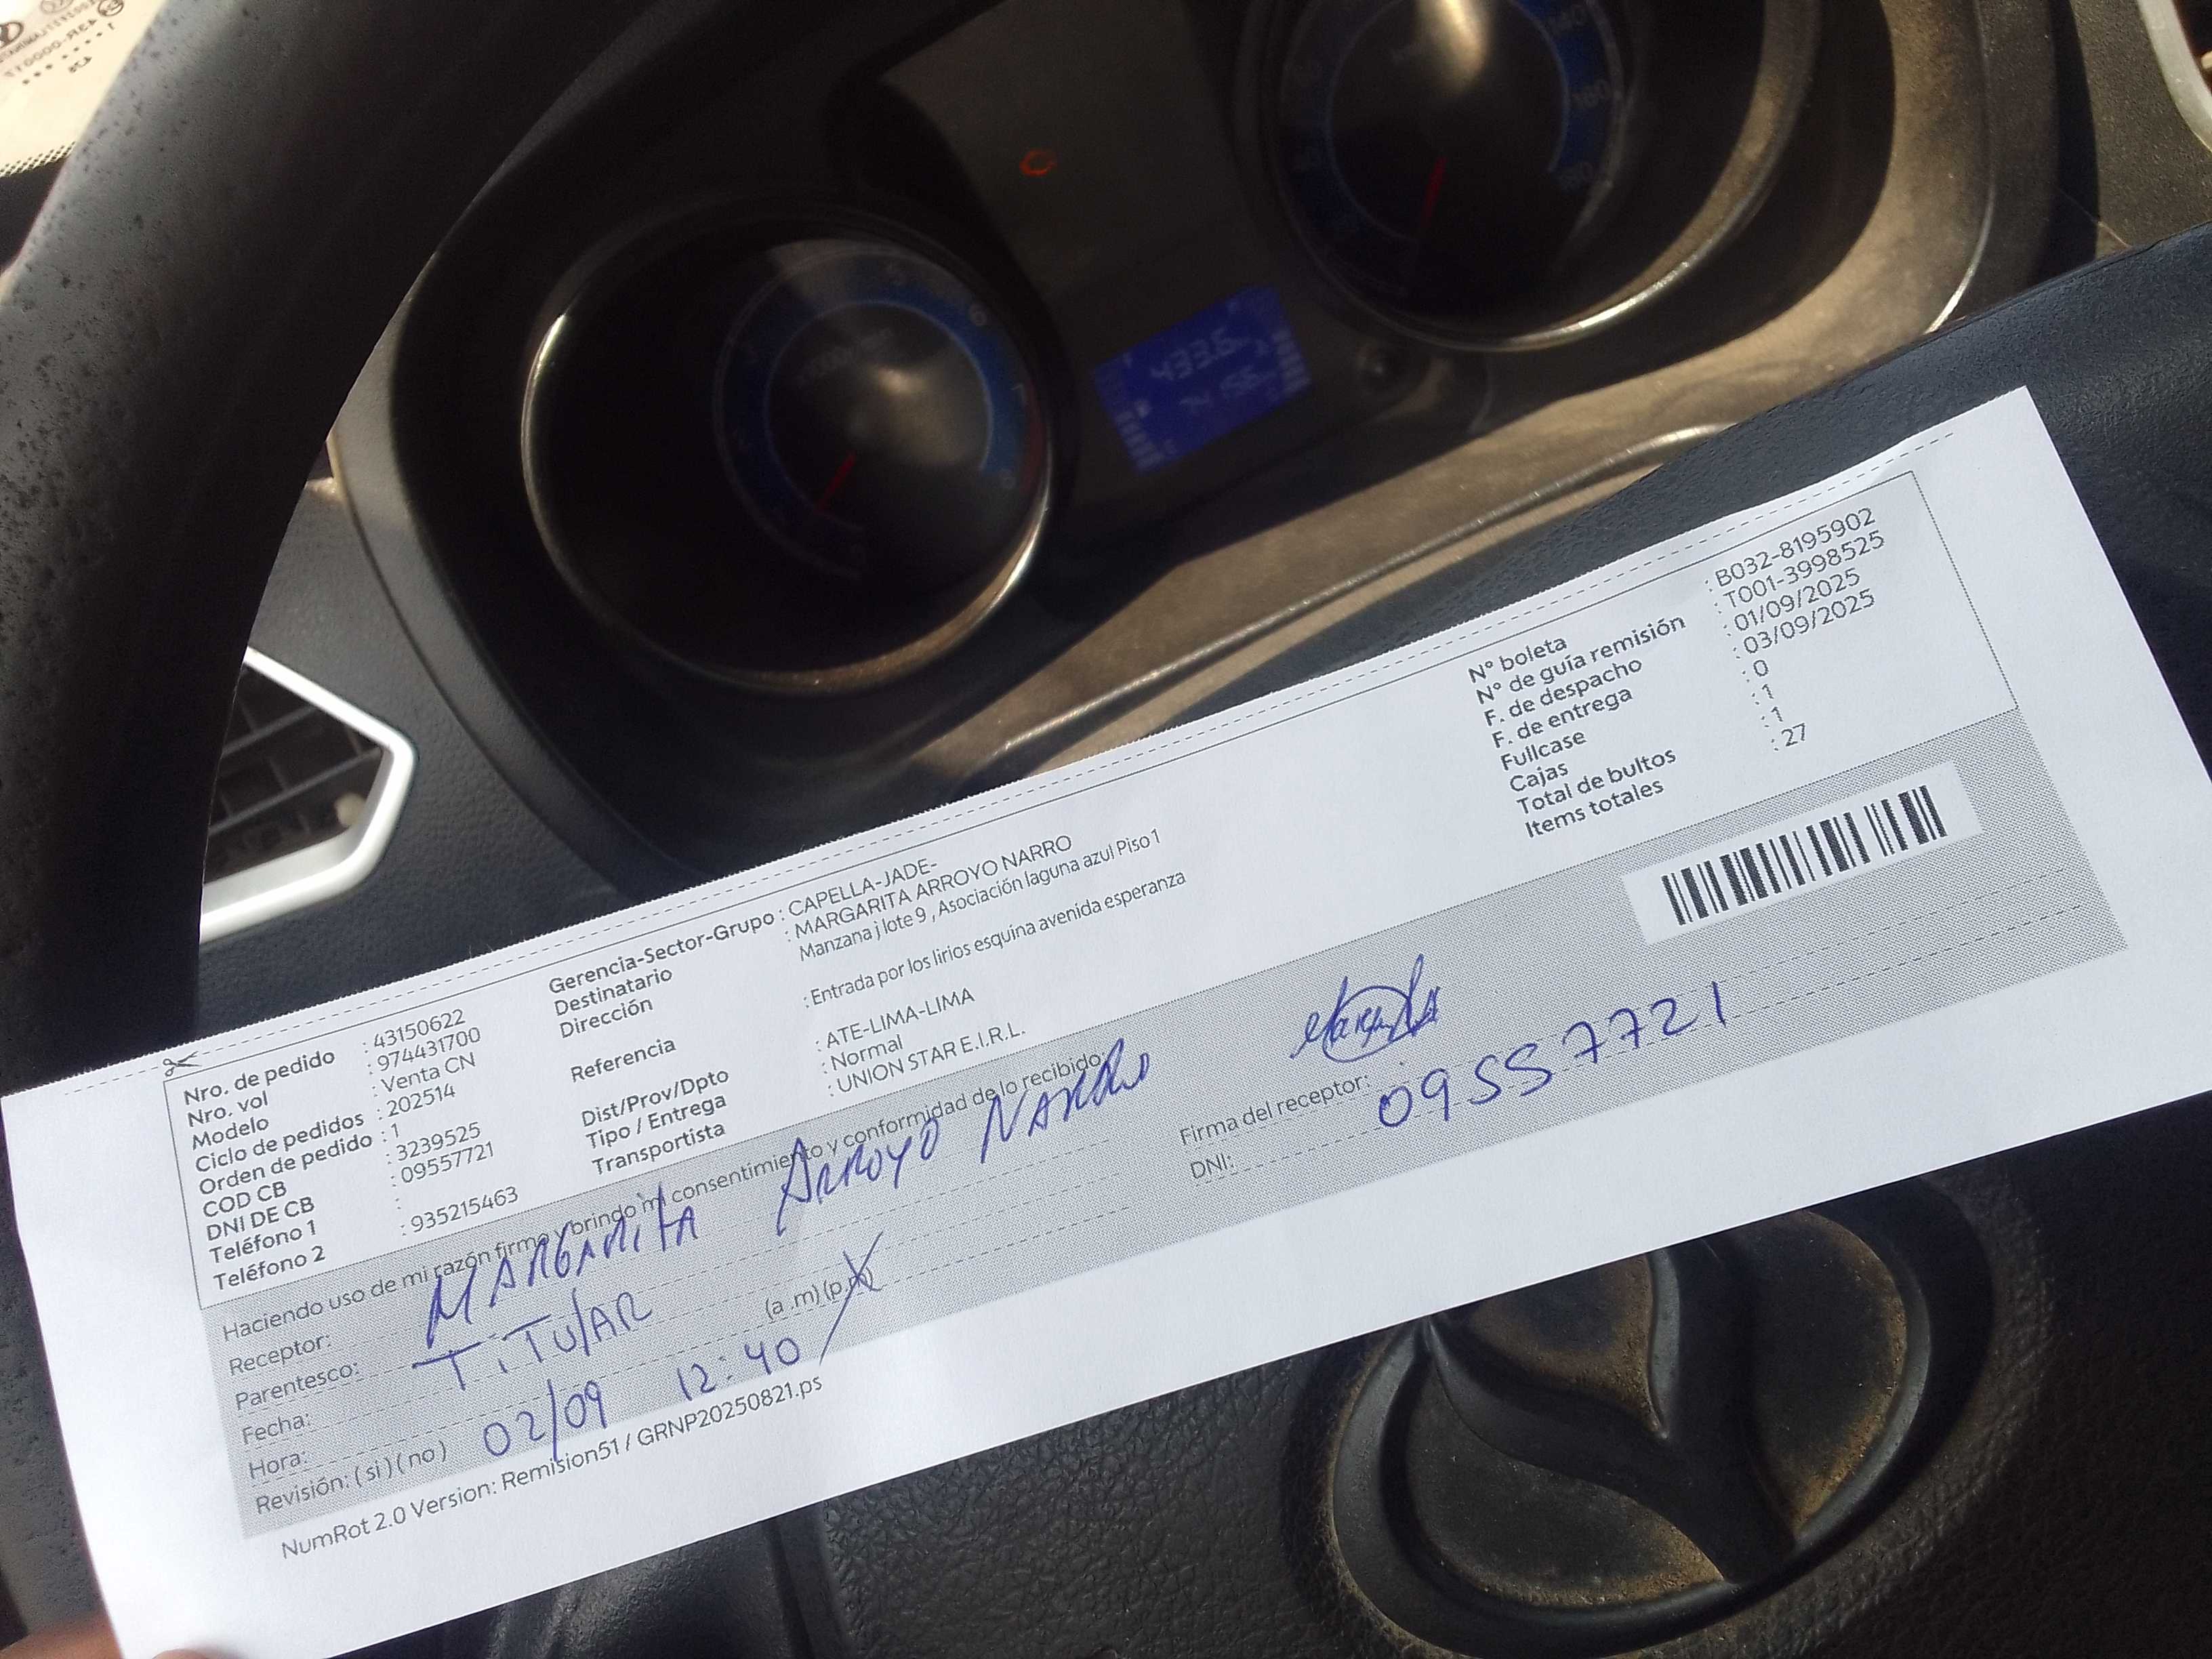 Nro. de pedido : 43150622
Nro. vol : 974431700
Modelo : Venta CN
Ciclo de pedidos : 202514
Orden de pedido : 1
COD CB : 3239525
DNI DE CB : 09557721
Teléfono 1 :
Teléfono 2 : 935215463
Gerencia-Sector-Grupo : CAPELLA-JADE-
Destinatario : MARGARITA ARROYO NARRO
Dirección Manzana j lote 9 , Asociación laguna azul Piso 1
Referencia : Entrada por los lirios esquina avenida esperanza
Dist/Prov/Dpto : ATE-LIMA-LIMA
Tipo / Entrega : Normal
Transportista : UNION STAR E.I.R.L.
N° boleta : B032-8195902
N° de guía remisión : T001-3998525
F. de despacho : 01/09/2025
F. de entrega : 03/09/2025
Fullcase : 0
Cajas : 1
Total de bultos : 1
Items totales : 27
Haciendo uso de mi razón firmo y brindo mi consentimiento y conformidad de lo recibido
Receptor: MARGARITA ARROYO NARRO
Parentesco: TITULAR
Fecha: 02/09
Hora: 12:40 (a .m) (p.m)
Revisión: ( si ) ( no )
Firma del receptor:
DNI: 09557721
NumRot 2.0 Version: Remision51 / GRNP20250821.ps